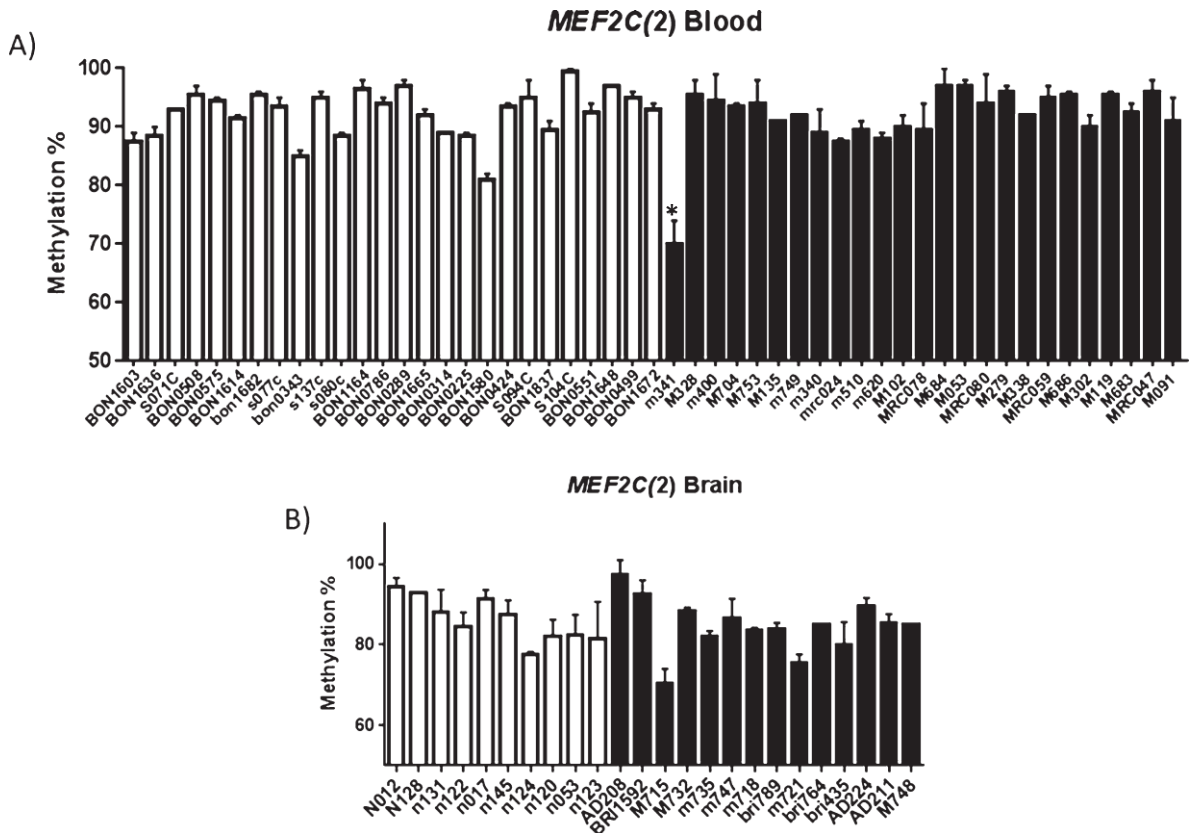 MEF2C(2) Blood
A)
Methylation %
100
90
80
70
60
50
*
BON1603
BON1636
S071C
BON0508
BON0575
BON1614
bon1682
s077c
bon0343
s137c
s080c
BON1164
BON0786
BON0289
BON1665
BON0314
BON0225
BON1580
BON0424
S094C
BON1837
S104C
BON0551
BON1648
BON0499
BON1672
m341
M328
m400
M704
M753
M135
m749
m340
mrc024
m510
m620
M102
MRC078
M684
M053
MRC080
M279
M338
MRC059
M686
M302
M119
M683
MRC047
M091
MEF2C(2) Brain
B)
Methylation %
100
80
60
N012
N128
n131
n122
n017
n145
n124
n120
n053
n123
AD208
BRI1592
M715
M732
m735
m747
m718
bri789
m721
bri764
bri435
AD224
AD211
M748